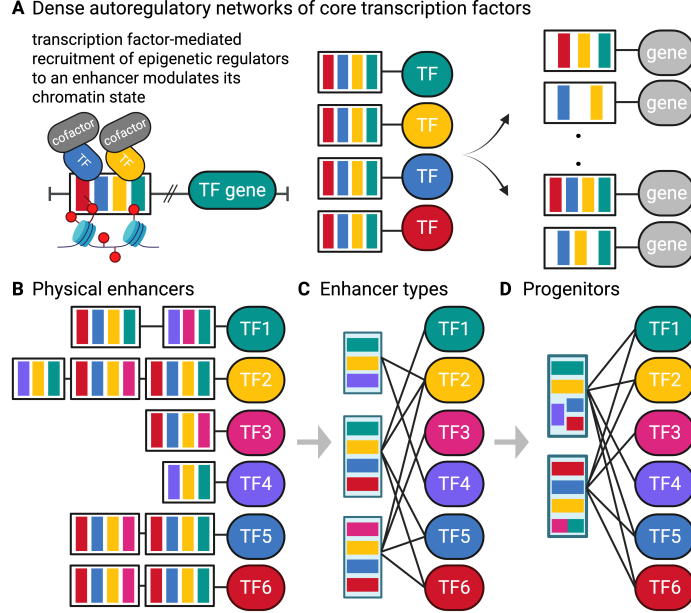 A Dense autoregulatory networks of core transcription factors
transcription factor-mediated
recruitment of epigenetic regulators
to an enhancer modulates its
chromatin state
cofactor
cofactor
TF
TF
TF gene
TF
TF
TF
TF
gene
gene
gene
gene
B Physical enhancers
TF1
TF2
TF3
TF4
TF5
TF6
C Enhancer types
TF1
TF2
TF3
TF4
TF5
TF6
D Progenitors
TF1
TF2
TF3
TF4
TF5
TF6